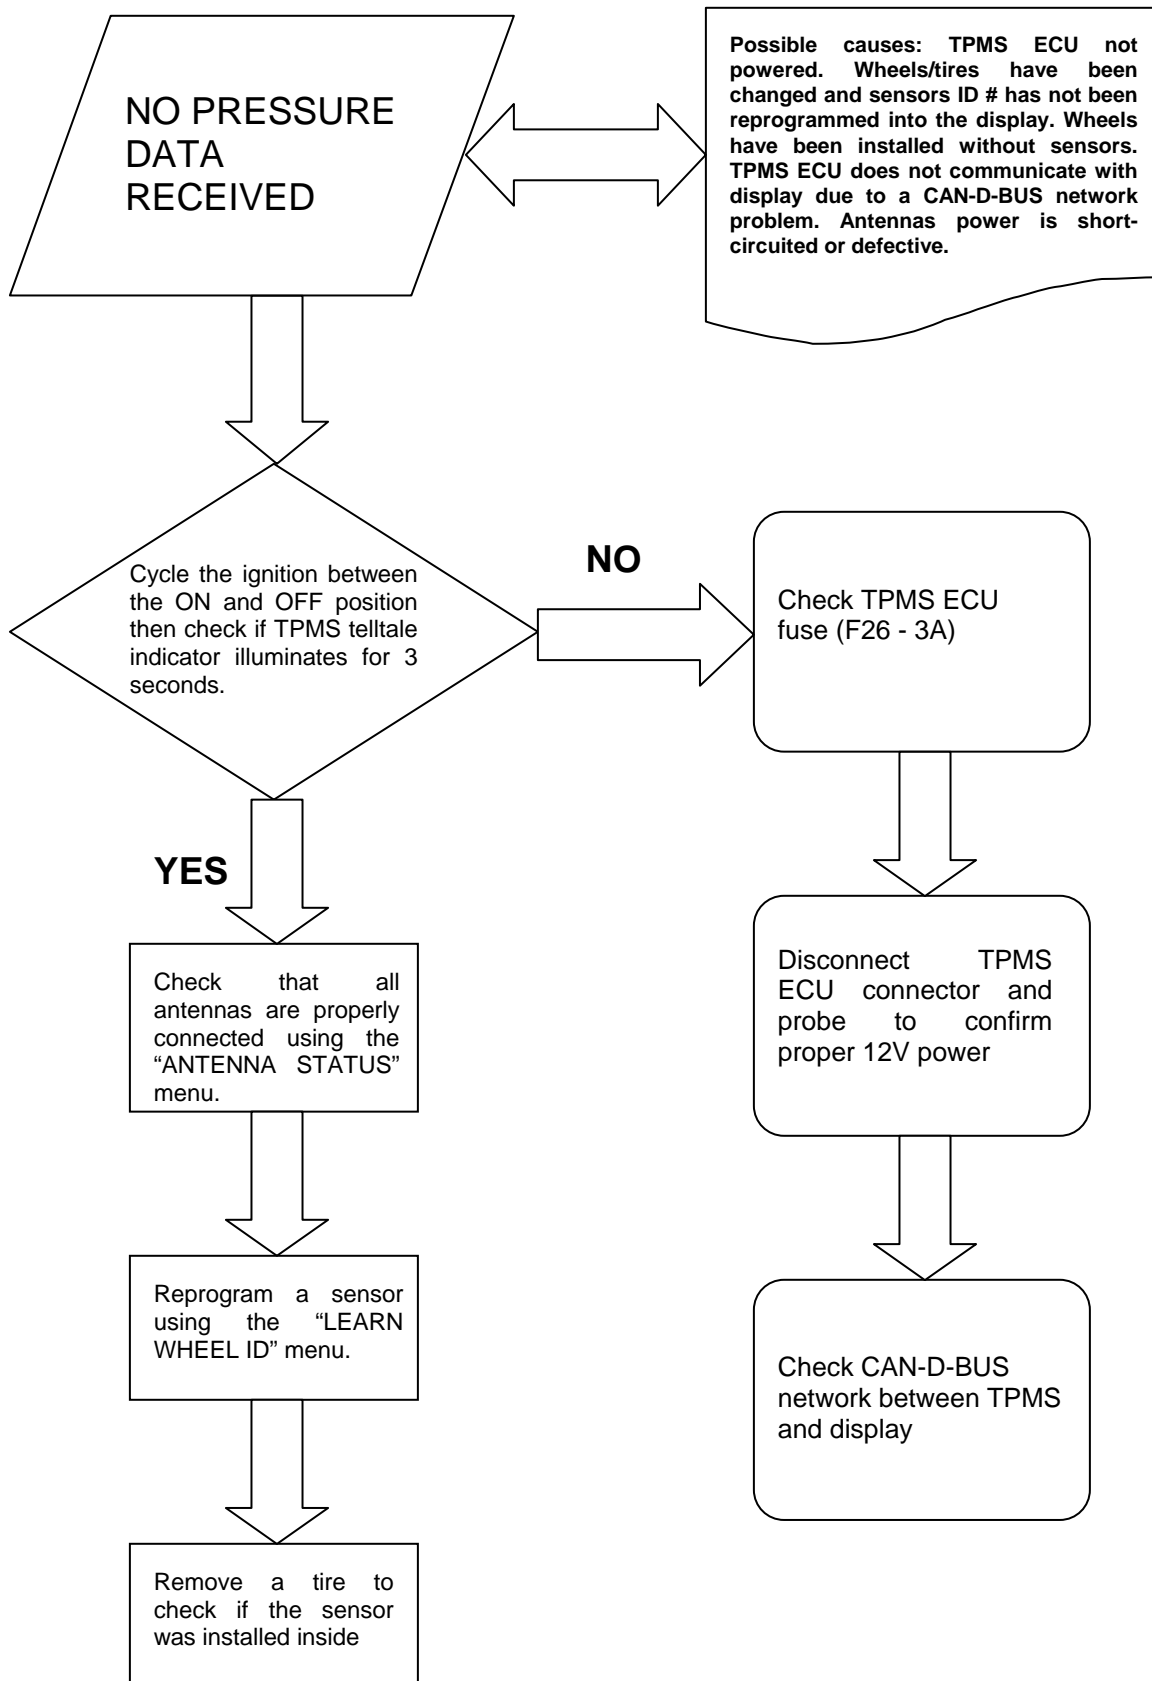 NO PRESSURE
DATA
RECEIVED
Possible causes: TPMS ECU not
powered. Wheels/tires have been
changed and sensors ID # has not been
reprogrammed into the display. Wheels
have been installed without sensors.
TPMS ECU does not communicate with
display due to a CAN-D-BUS network
problem. Antennas power is short-
circuited or defective.
Cycle the ignition between
the ON and OFF position
then check if TPMS telltale
indicator illuminates for 3
seconds.
NO
Check TPMS ECU
fuse (F26 - 3A)
YES
Check that all
antennas are properly
connected using the
“ANTENNA STATUS”
menu.
Disconnect TPMS
ECU connector and
probe to confirm
proper 12V power
Reprogram a sensor
using the “LEARN
WHEEL ID” menu.
Check CAN-D-BUS
network between TPMS
and display
Remove a tire to
check if the sensor
was installed inside